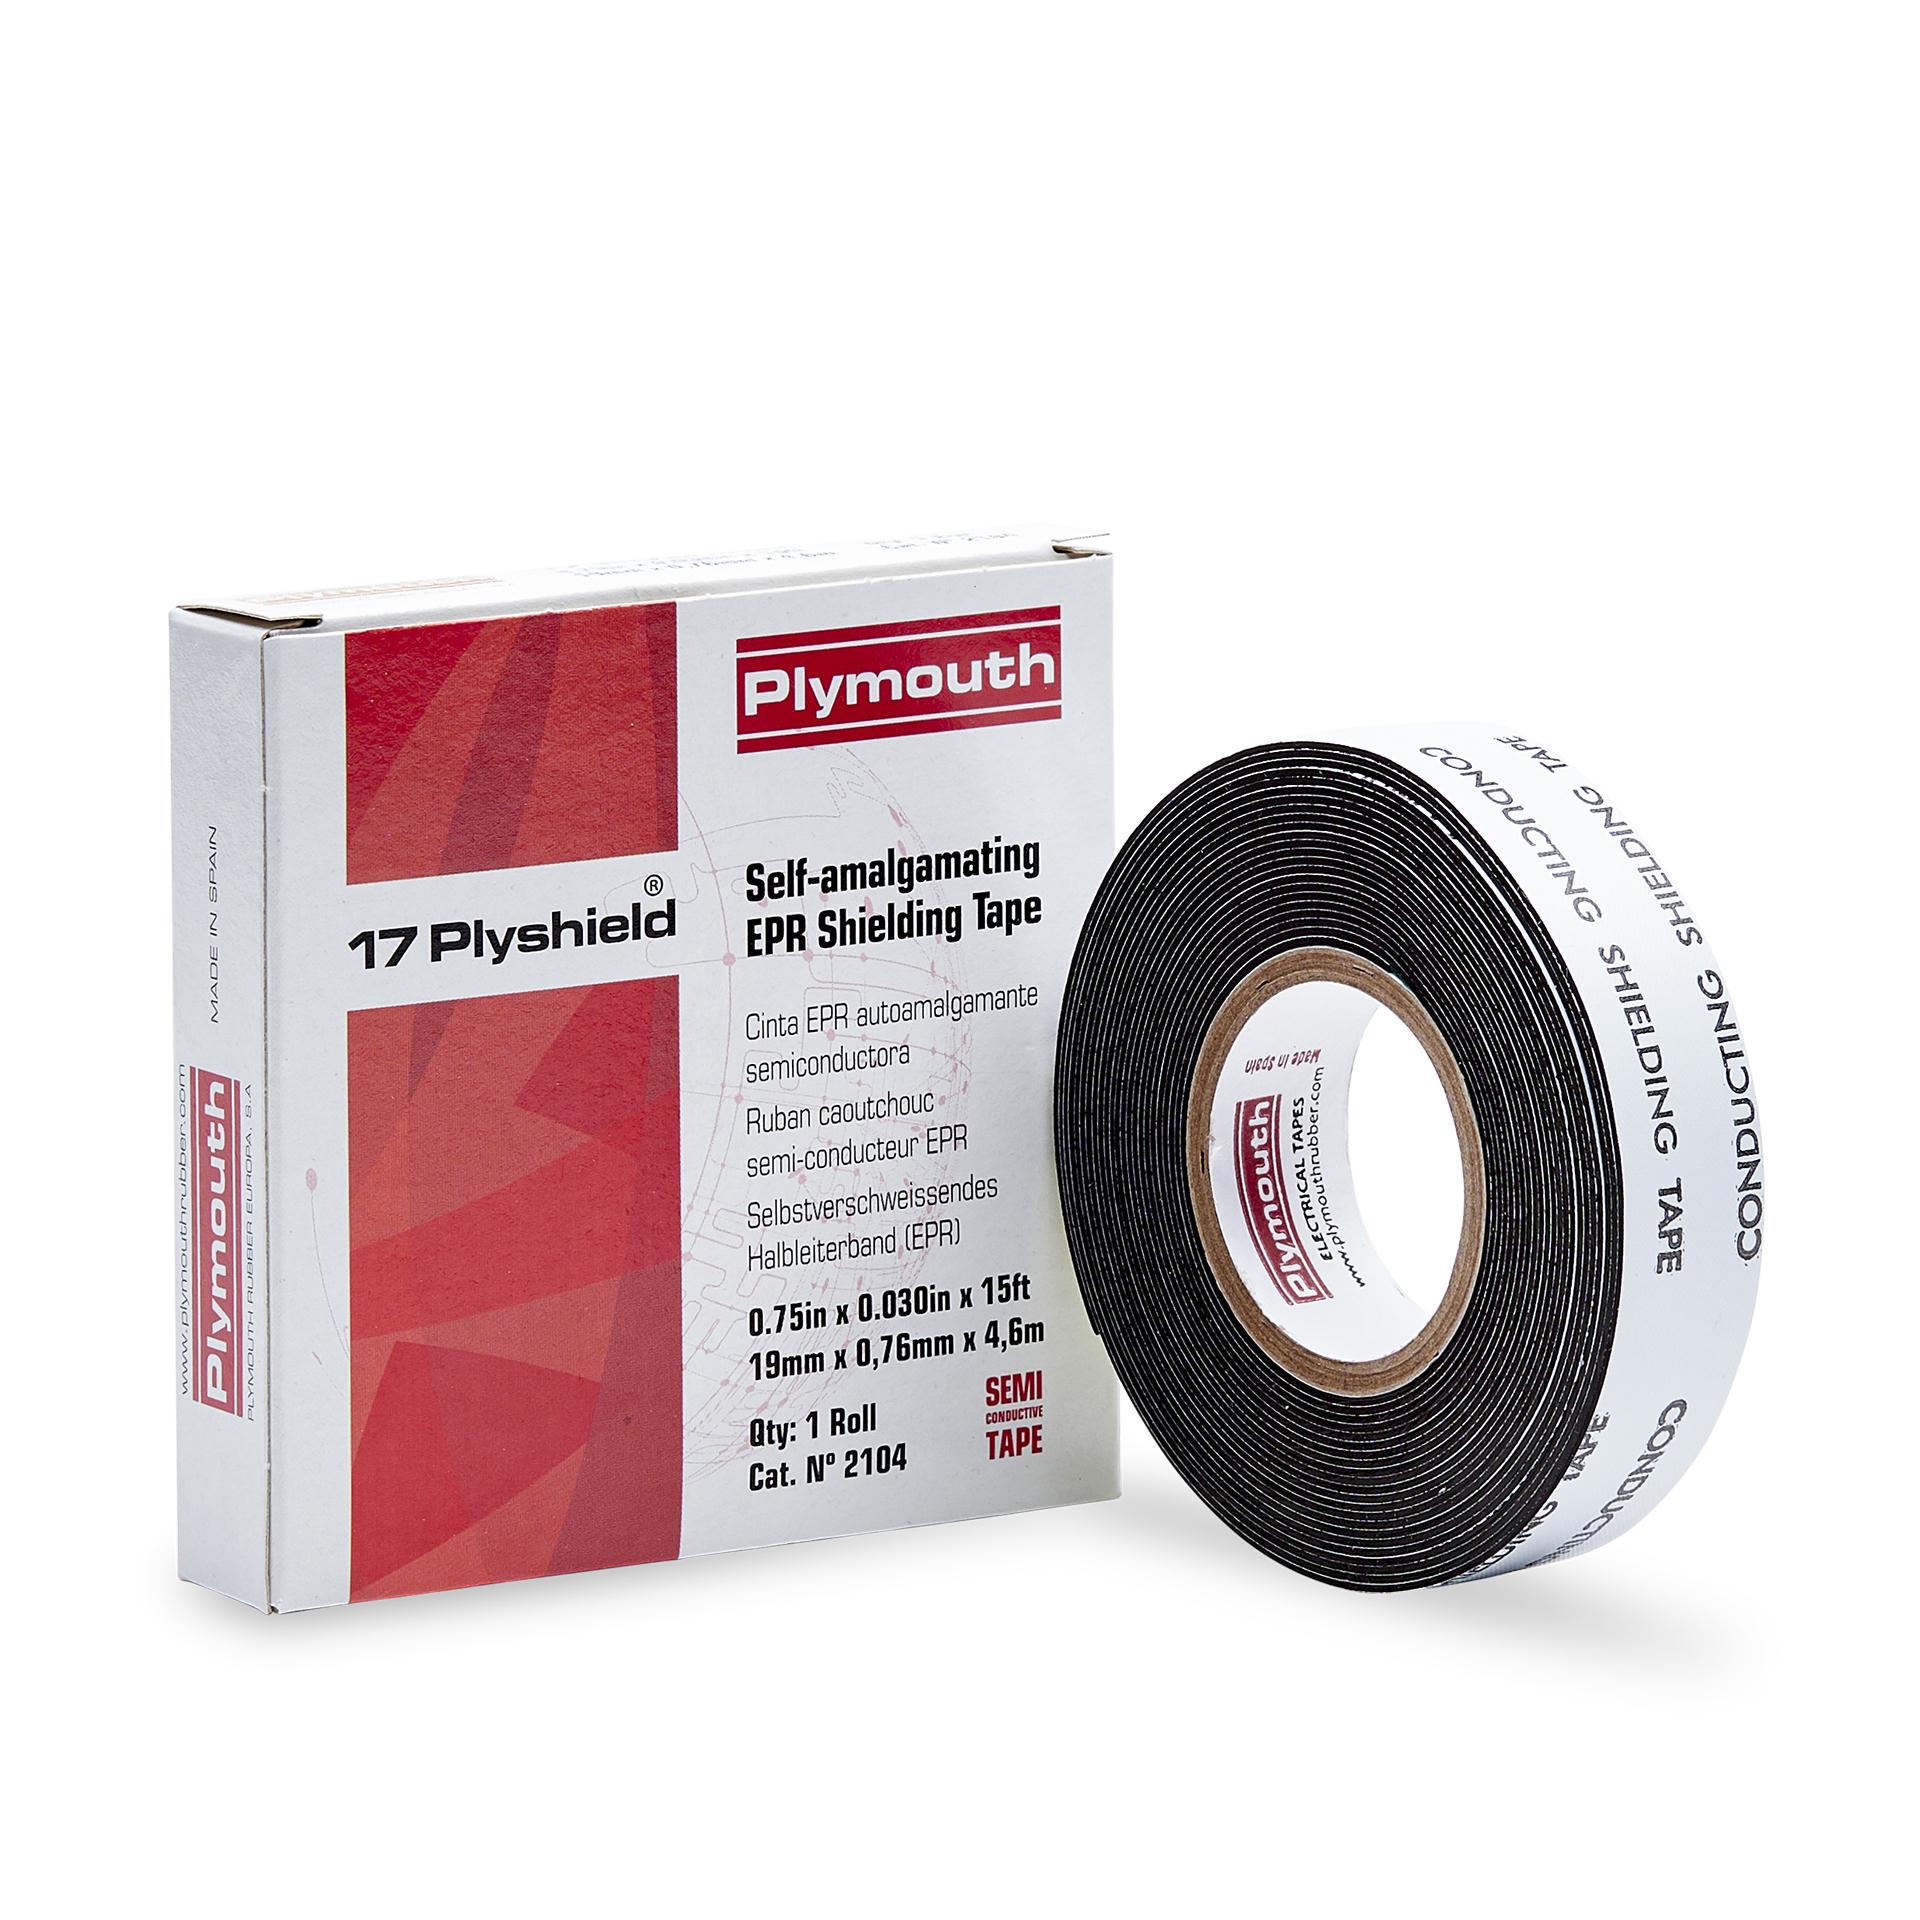 Plymouth
17 Plyshield®
Self-amalgamating
EPR Shielding Tape
Cinta EPR autoamalgamante
semiconductora
Ruban caoutchouc
semi-conducteur EPR
Selbstverschweissendes
Halbleiterband (EPR)
0.75in x 0.030in x 15ft
19mm x 0,76mm x 4,6m
Qty: 1 Roll
Cat. Nº 2104
SEMI
CONDUCTIVE
TAPE
MADE IN SPAIN
www.plymouthrubber.com
Plymouth
PLYMOUTH RUBBER EUROPA, S.A
Made in Spain
Plymouth
ELECTRICAL TAPES
www.plymouthrubber.com
CONDUCTING SHIELDING TAPE
CONDUCTING SHIELDING TAPE
TAPE